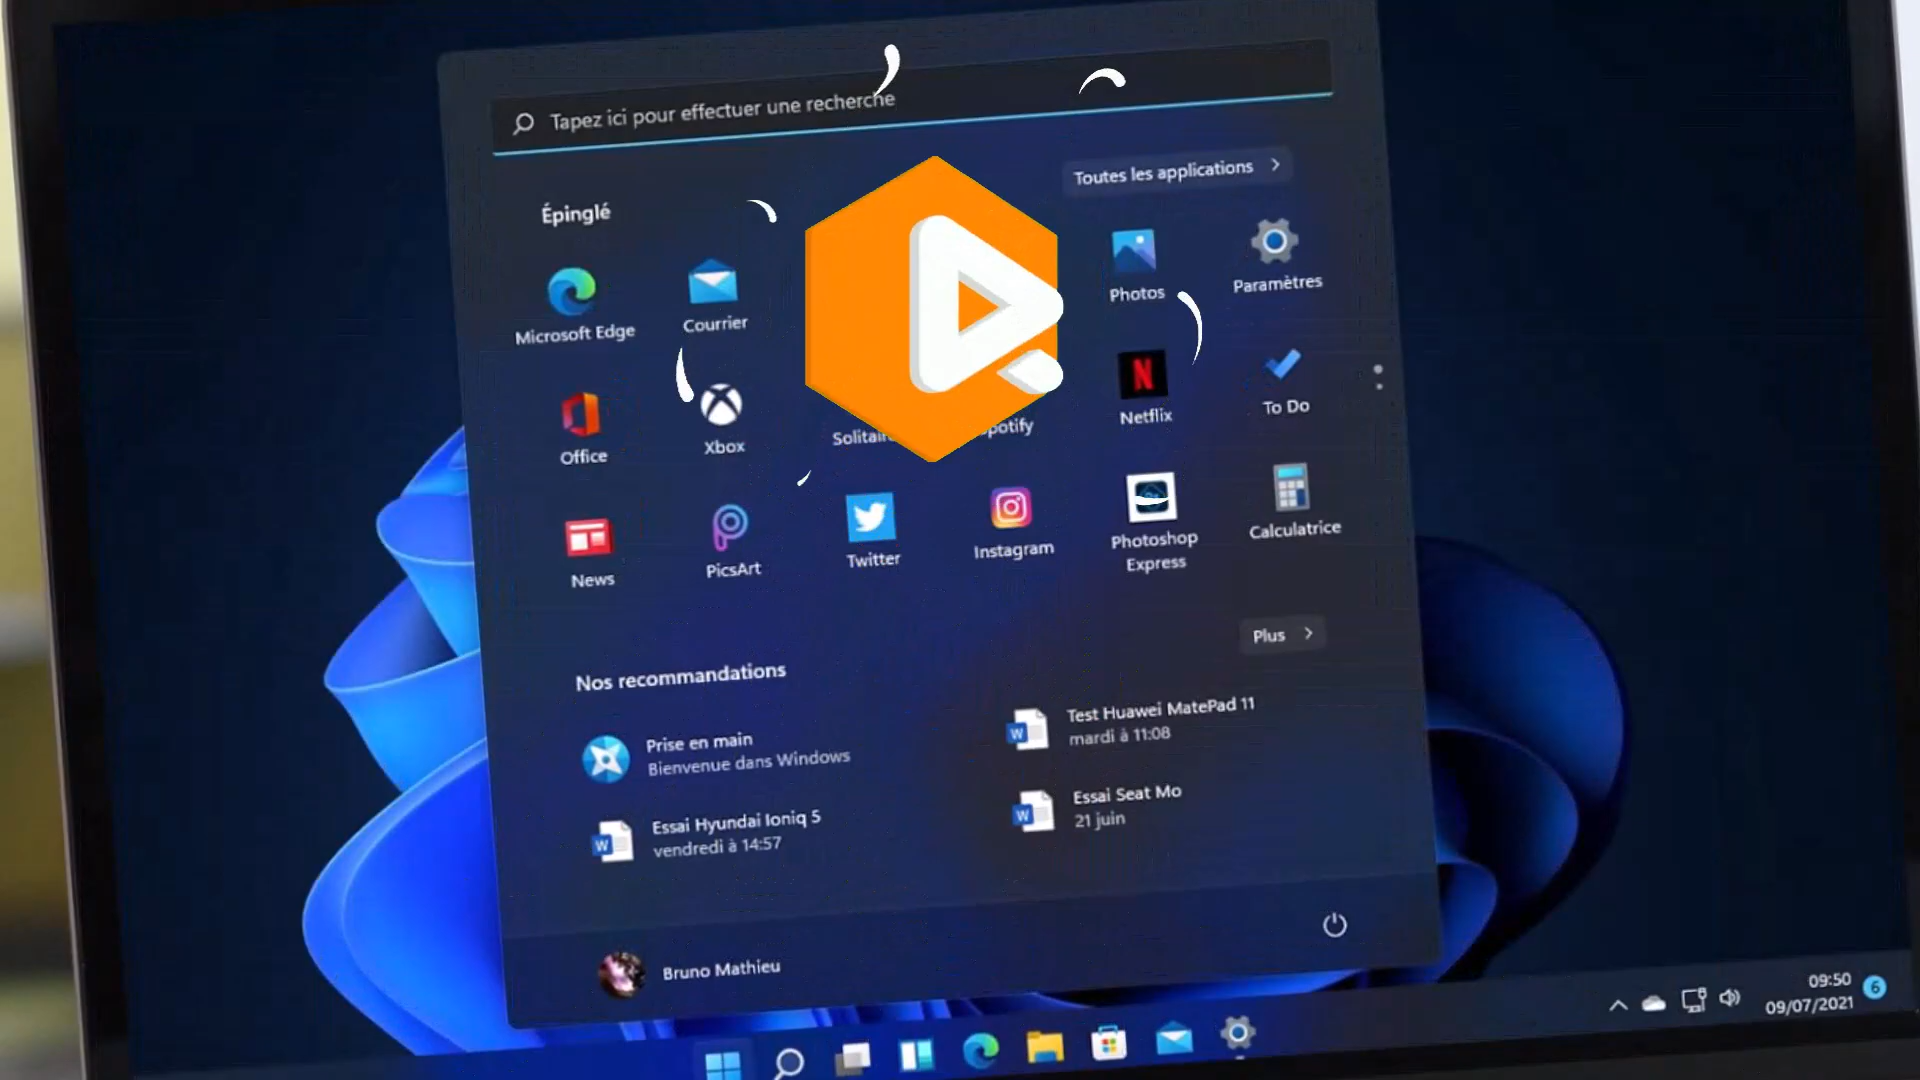 Tapez ici pour effectuer une recherche
Épinglé
Toutes les applications
Microsoft Edge
Courrier
Photos
Paramètres
Office
Xbox
Netflix
To Do
News
PicsArt
Twitter
Instagram
Photoshop
Express
Calculatrice
Nos recommandations
Plus
Prise en main
Bienvenue dans Windows
Test Huawei MatePad 11
mardi à 11:08
Essai Hyundai Ioniq 5
vendredi à 14:57
Essai Seat Mo
21 juin
Bruno Mathieu
09:50
09/07/2021
6